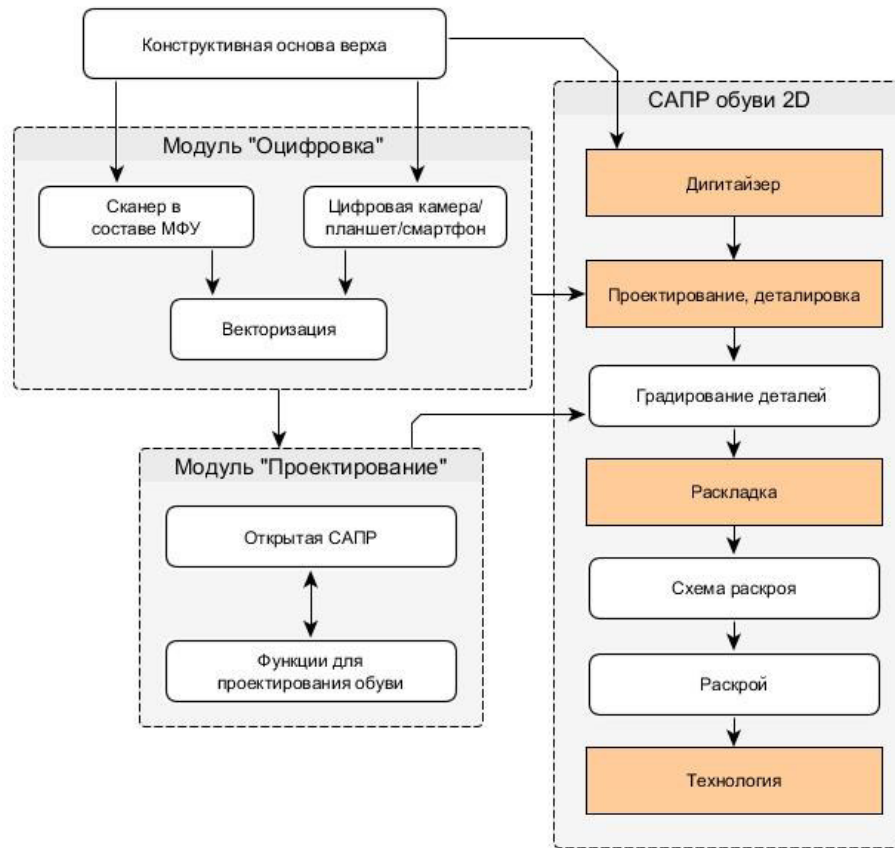 Конструктивная основа верха
САПР обуви 2D
Модуль "Оцифровка"
Сканер в
составе МФУ
Цифровая камера/
планшет/смартфон
Векторизация
Дигитайзер
Проектирование, деталировка
Градирование деталей
Модуль "Проектирование"
Открытая САПР
Функции для
проектирования обуви
Раскладка
Схема раскроя
Раскрой
Технология